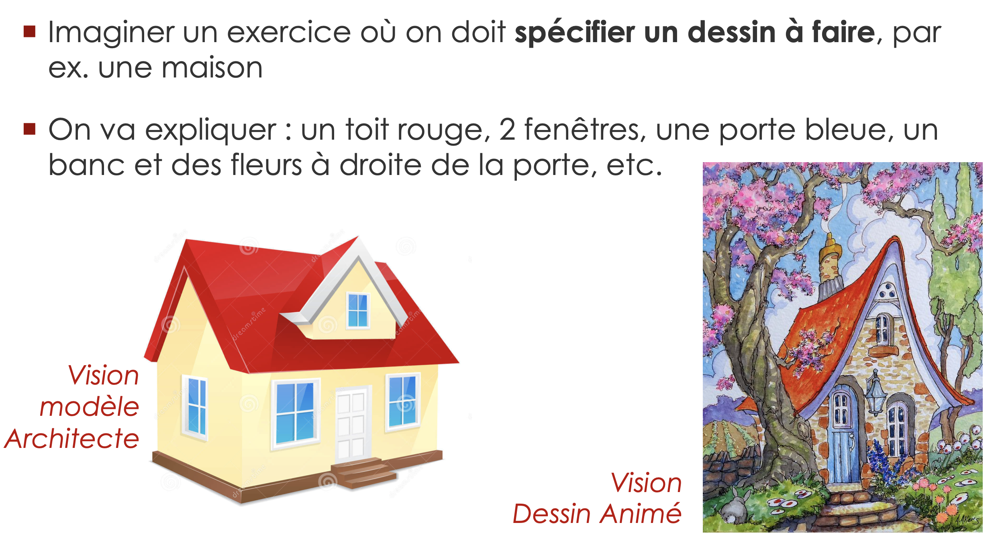 Imaginer un exercice où on doit spécifier un dessin à faire, par
ex. une maison
On va expliquer : un toit rouge, 2 fenêtres, une porte bleue, un
banc et des fleurs à droite de la porte, etc.
Vision
modèle
Architecte
Vision
Dessin Animé
dreamstime
A. Akers